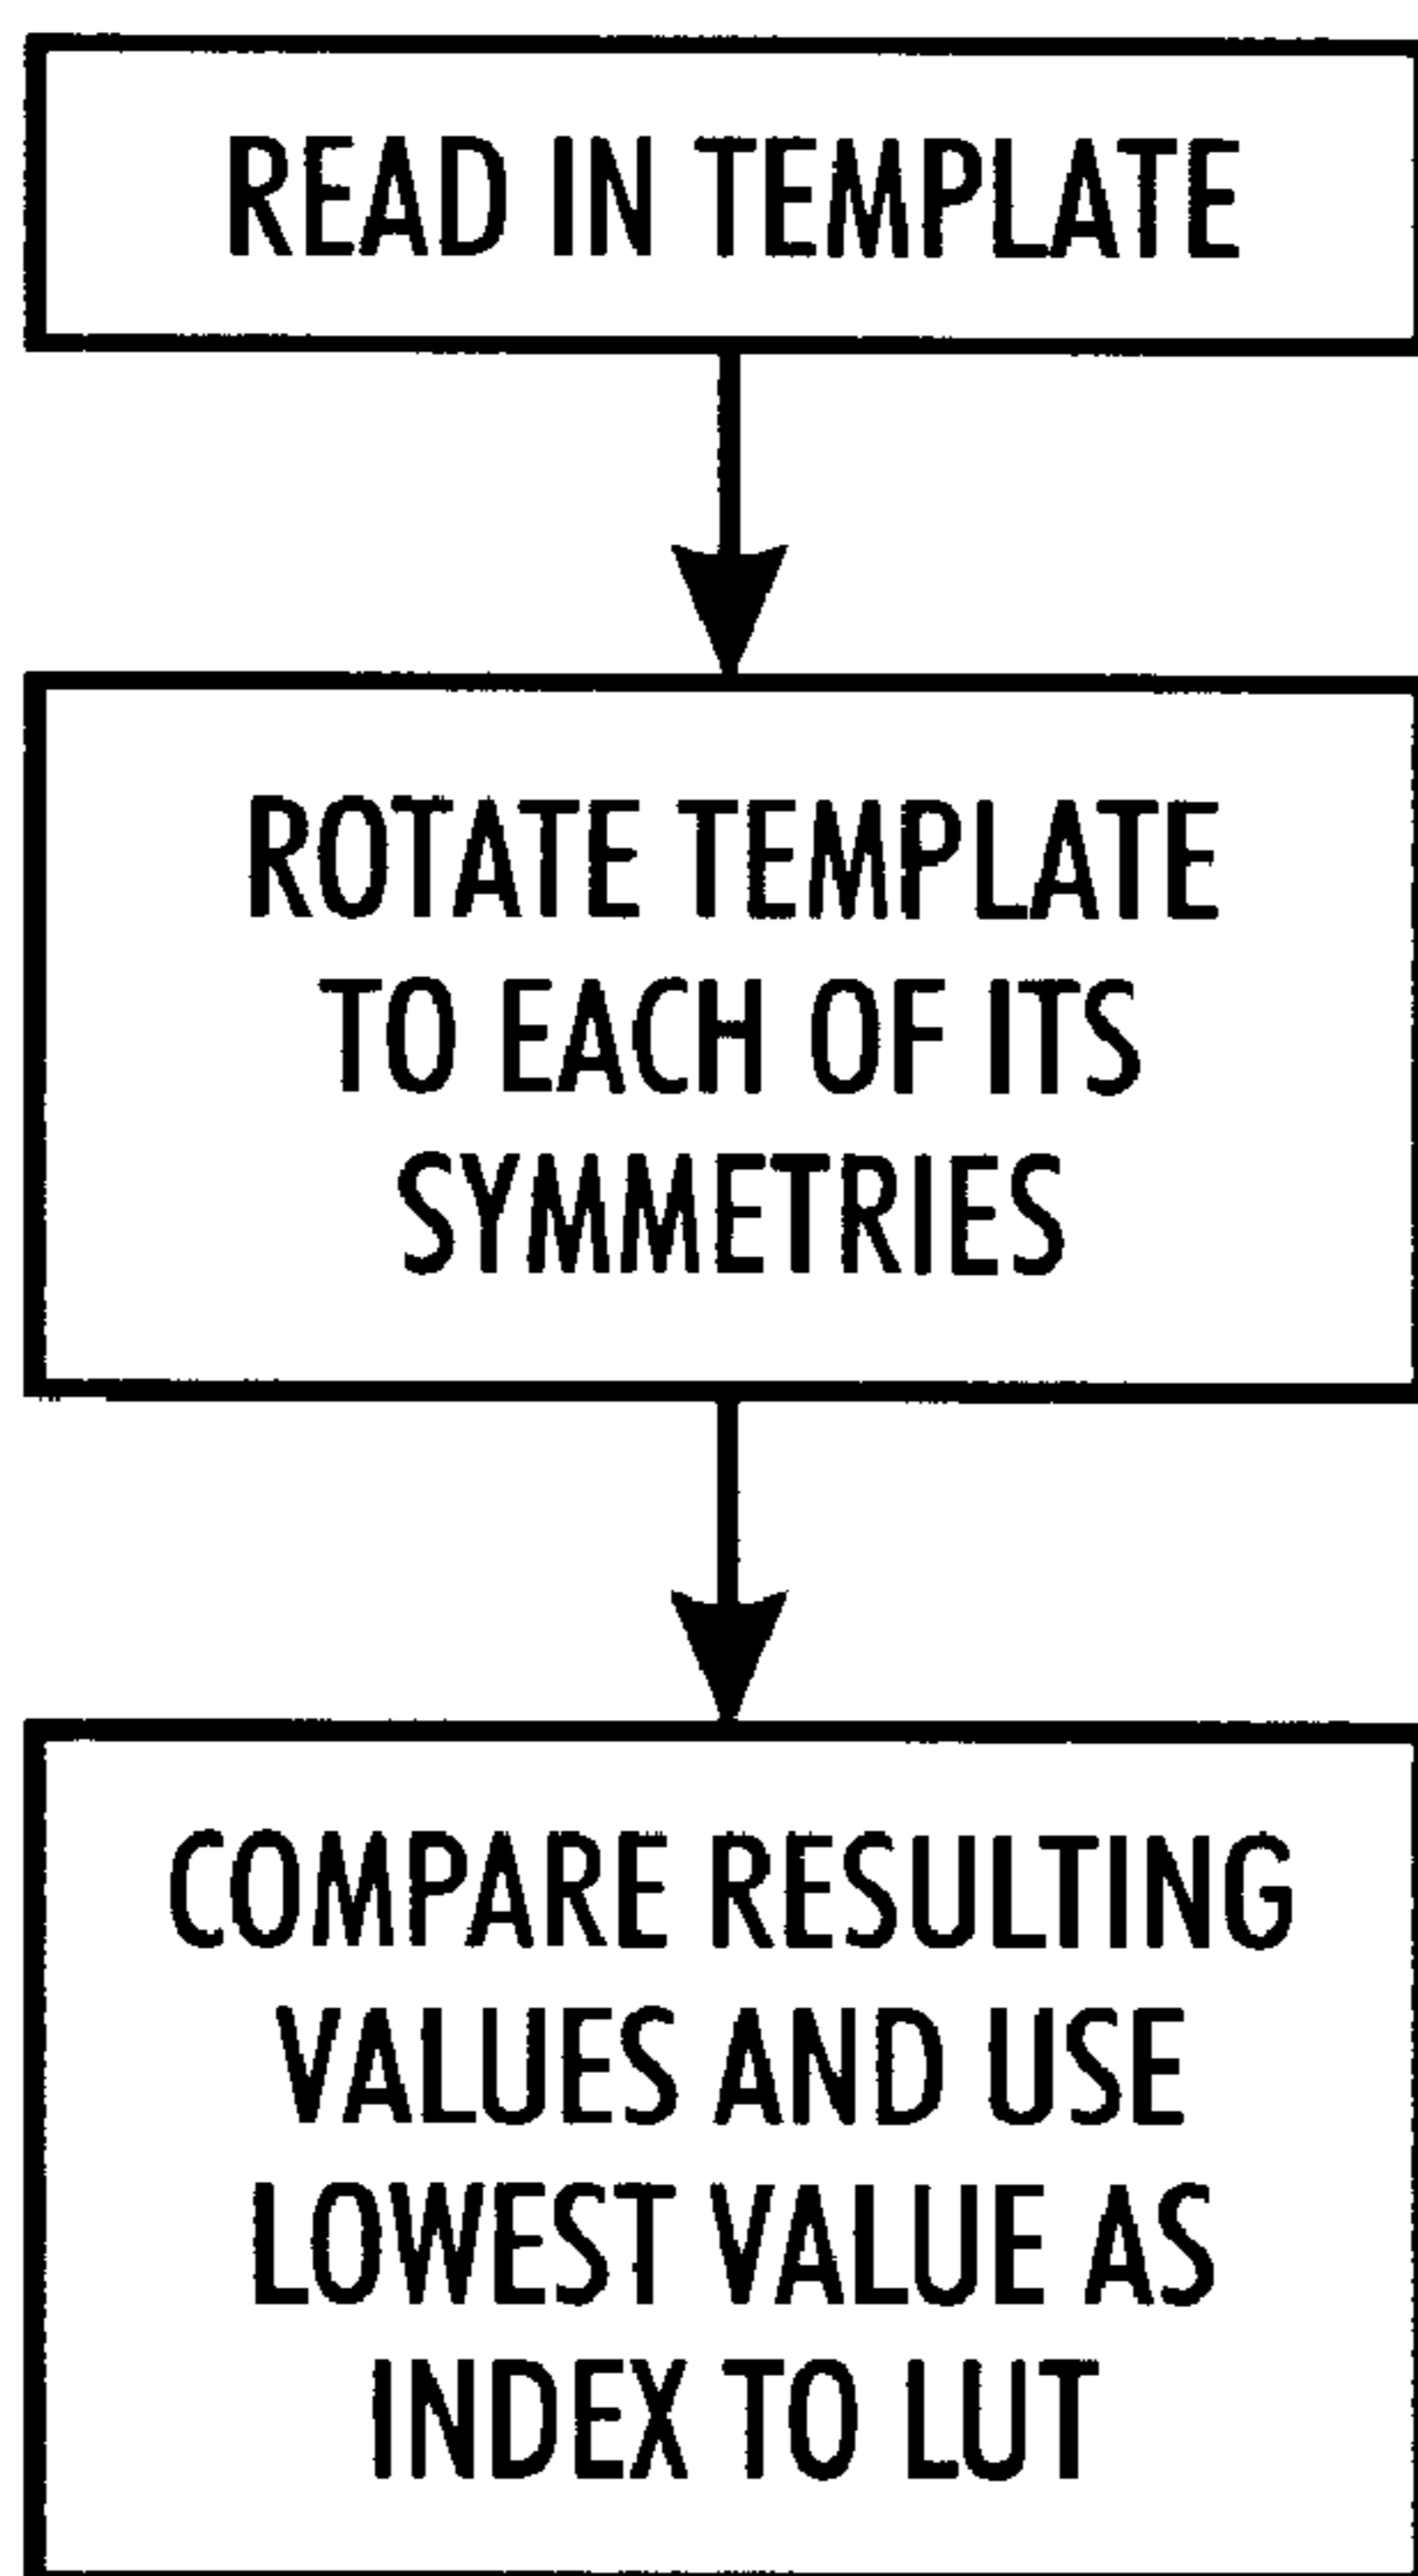 READ IN TEMPLATE
ROTATE TEMPLATE
TO EACH OF ITS
SYMMETRIES
COMPARE RESULTING
VALUES AND USE
LOWEST VALUE AS
INDEX TO LUT